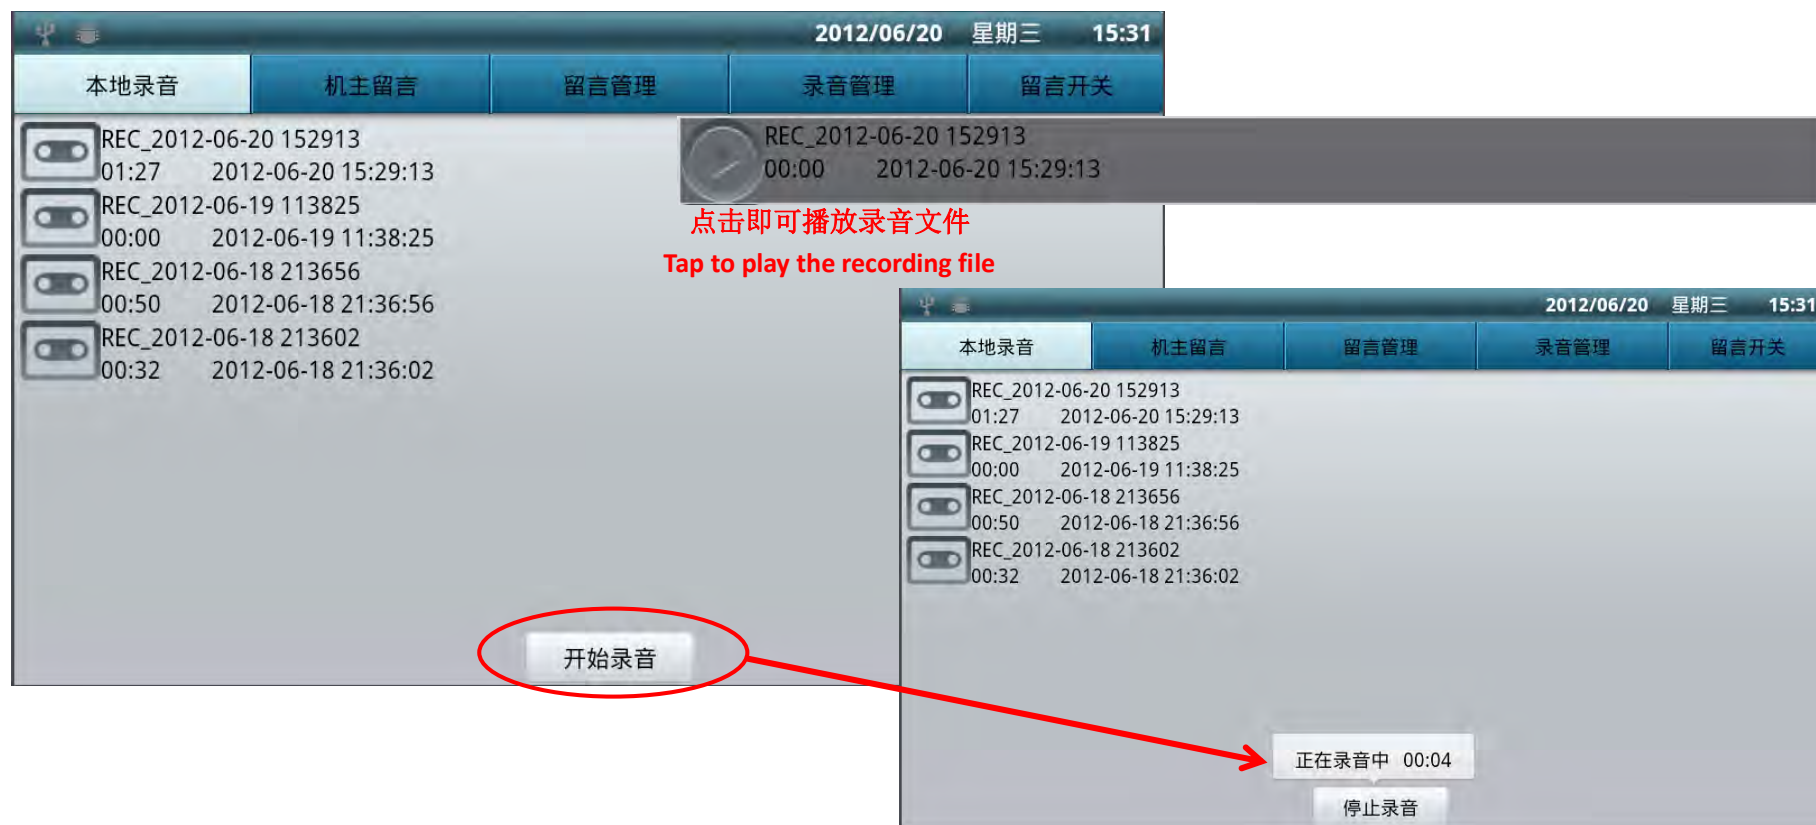 2012/06/20 星期三 15:31
本地录音 机主留言 留言管理 录音管理 留言开关
REC_2012-06-20 152913
01:27 2012-06-20 15:29:13
REC_2012-06-19 113825
00:00 2012-06-19 11:38:25
REC_2012-06-18 213656
00:50 2012-06-18 21:36:56
REC_2012-06-18 213602
00:32 2012-06-18 21:36:02
开始录音
REC_2012-06-20 152913
00:00 2012-06-20 15:29:13
点击即可播放录音文件
Tap to play the recording file
2012/06/20 星期三 15:31
本地录音 机主留言 留言管理 录音管理 留言开关
REC_2012-06-20 152913
01:27 2012-06-20 15:29:13
REC_2012-06-19 113825
00:00 2012-06-19 11:38:25
REC_2012-06-18 213656
00:50 2012-06-18 21:36:56
REC_2012-06-18 213602
00:32 2012-06-18 21:36:02
正在录音中 00:04
停止录音